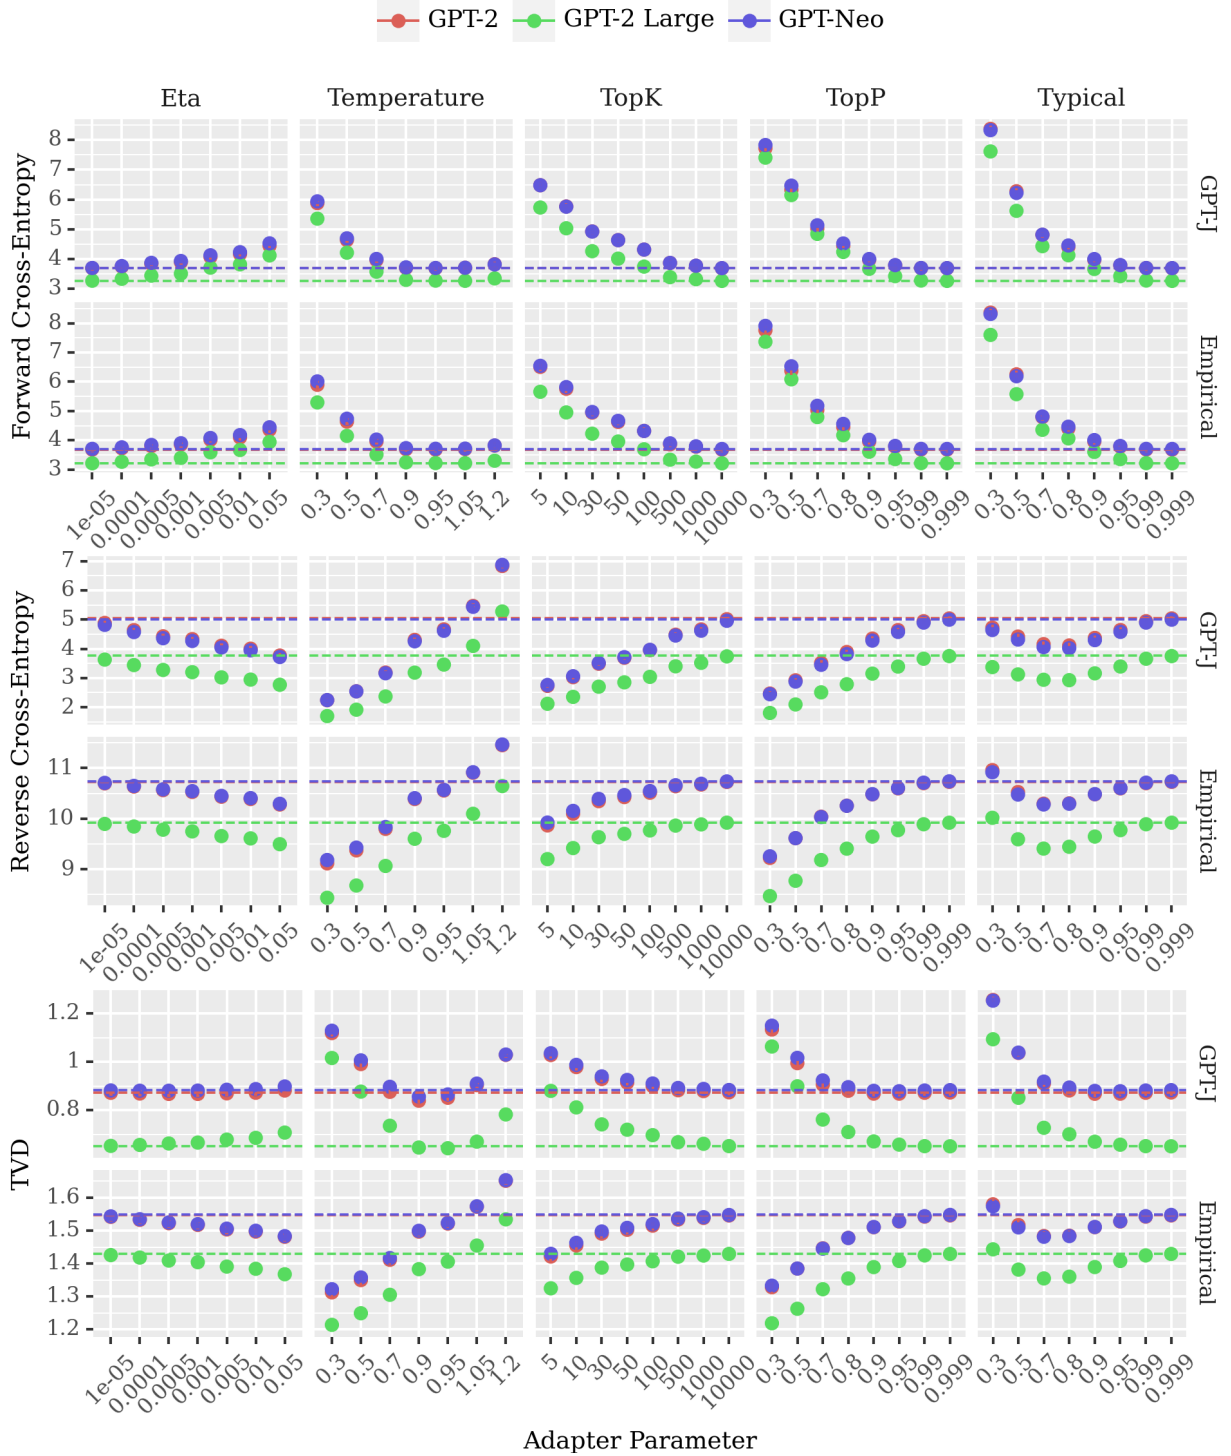 GPT-2 GPT-2 Large GPT-Neo
Eta Temperature TopK TopP Typical
Forward Cross-Entropy
8
7
6
5
4
3
GPT-J
8
7
6
5
4
3
Empirical
1e-05 0.0001 0.0005 0.001 0.005 0.01 0.05 0.3 0.5 0.7 0.9 0.95 1.05 1.2 5 10 30 50 100 500 1000 10000 0.3 0.5 0.7 0.8 0.9 0.95 0.99 0.999 0.3 0.5 0.7 0.8 0.9 0.95 0.99 0.999
Reverse Cross-Entropy
7
6
5
4
3
2
GPT-J
11
10
9
Empirical
1e-05 0.0001 0.0005 0.001 0.005 0.01 0.05 0.3 0.5 0.7 0.9 0.95 1.05 1.2 5 10 30 50 100 500 1000 10000 0.3 0.5 0.7 0.8 0.9 0.95 0.99 0.999 0.3 0.5 0.7 0.8 0.9 0.95 0.99 0.999
TVD
1.2
1
0.8
GPT-J
1.6
1.5
1.4
1.3
1.2
Empirical
1e-05 0.0001 0.0005 0.001 0.005 0.01 0.05 0.3 0.5 0.7 0.9 0.95 1.05 1.2 5 10 30 50 100 500 1000 10000 0.3 0.5 0.7 0.8 0.9 0.95 0.99 0.999 0.3 0.5 0.7 0.8 0.9 0.95 0.99 0.999
Adapter Parameter